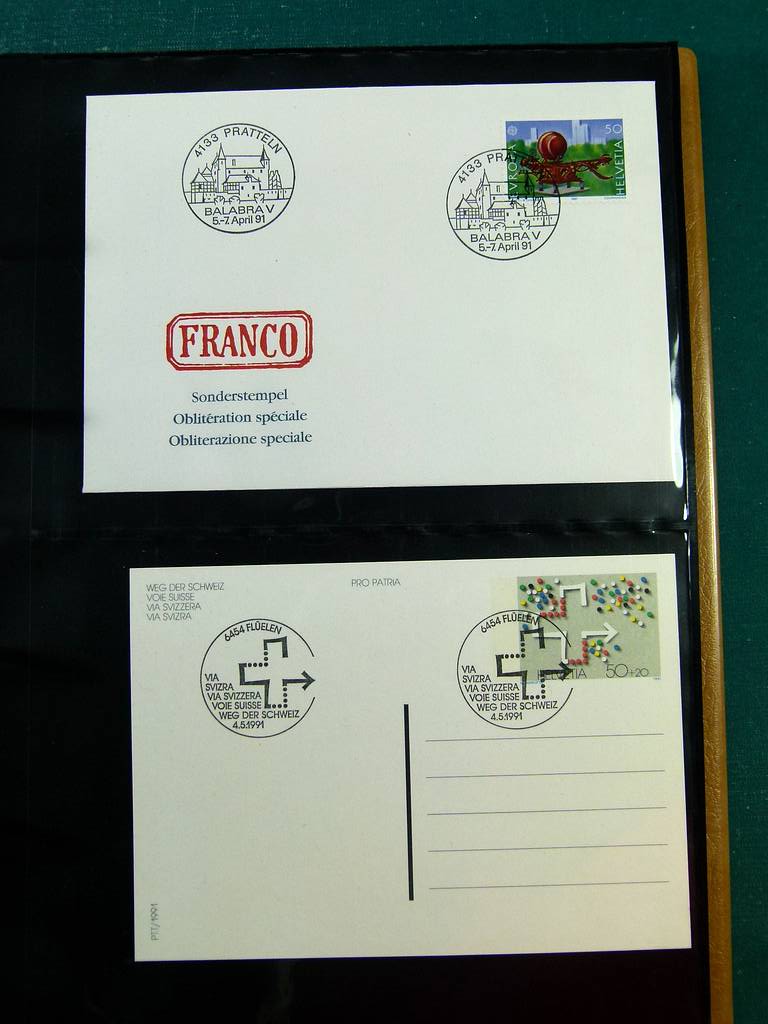 4133 PRATTELN
BALABRA V
5.-7. April 91
4133 PRAT
BALABRA V
5.-7. April 91
50
HELVETIA
FRANCO
Sonderstempel
Oblitération spéciale
Obliterazione speciale
WEG DER SCHWEIZ
VOIE SUISSE
VIA SVIZZERA
VIA SVIZRA
PRO PATRIA
6454 FLÜELEN
VIA
SVIZRA
VIA SVIZZERA
VOIE SUISSE
WEG DER SCHWEIZ
4.5.1991
6454 FLÜELEN
VIA
SVIZRA
VIA SVIZZERA
VOIE SUISSE
WEG DER SCHWEIZ
4.5.1991
HELVETIA 50+20
PTT/1991